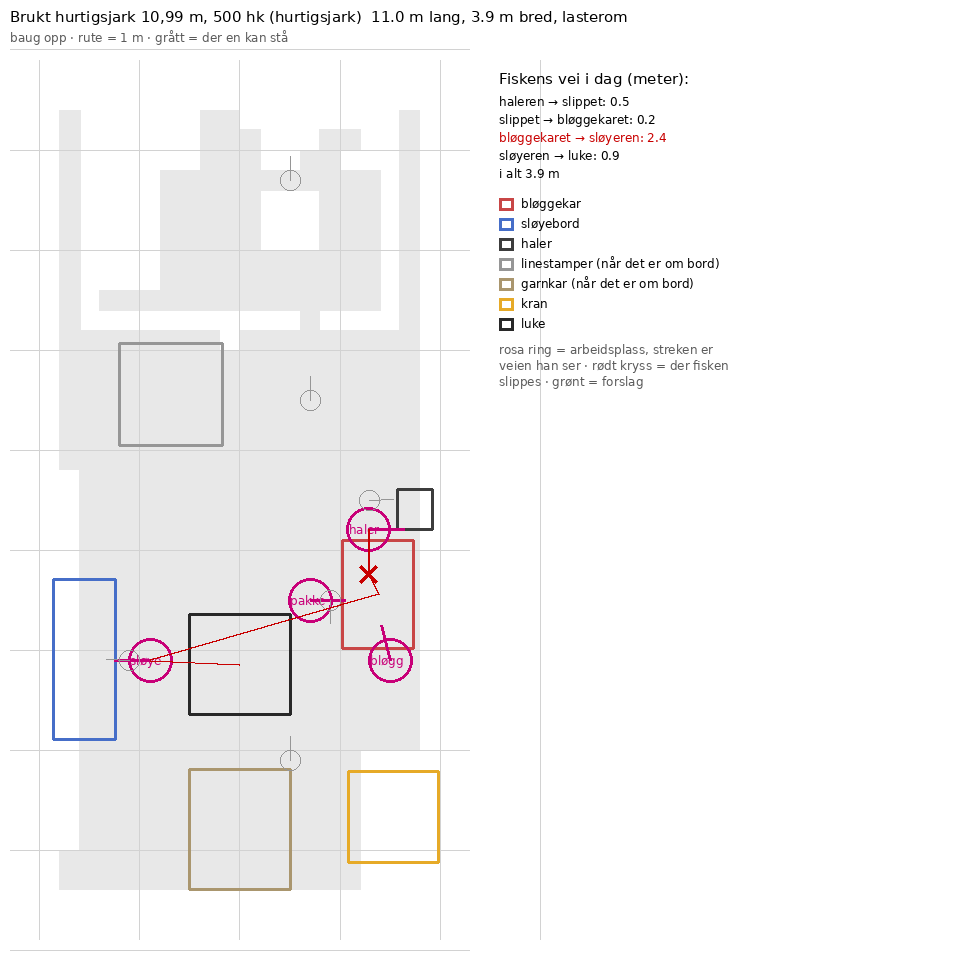 Brukt hurtigsjark 10,99 m, 500 hk (hurtigsjark)  11.0 m lang, 3.9 m bred, lasterom
baug opp · rute = 1 m · grått = der en kan stå
Fiskens vei i dag (meter):
haleren → slippet: 0.5
slippet → bløggekaret: 0.2
bløggekaret → sløyeren: 2.4
sløyeren → luke: 0.9
i alt 3.9 m
bløggekar
sløyebord
haler
linestamper (når det er om bord)
garnkar (når det er om bord)
kran
luke
rosa ring = arbeidsplass, streken er
veien han ser · rødt kryss = der fisken
slippes · grønt = forslag
haler
pakke
sløye
bløgg